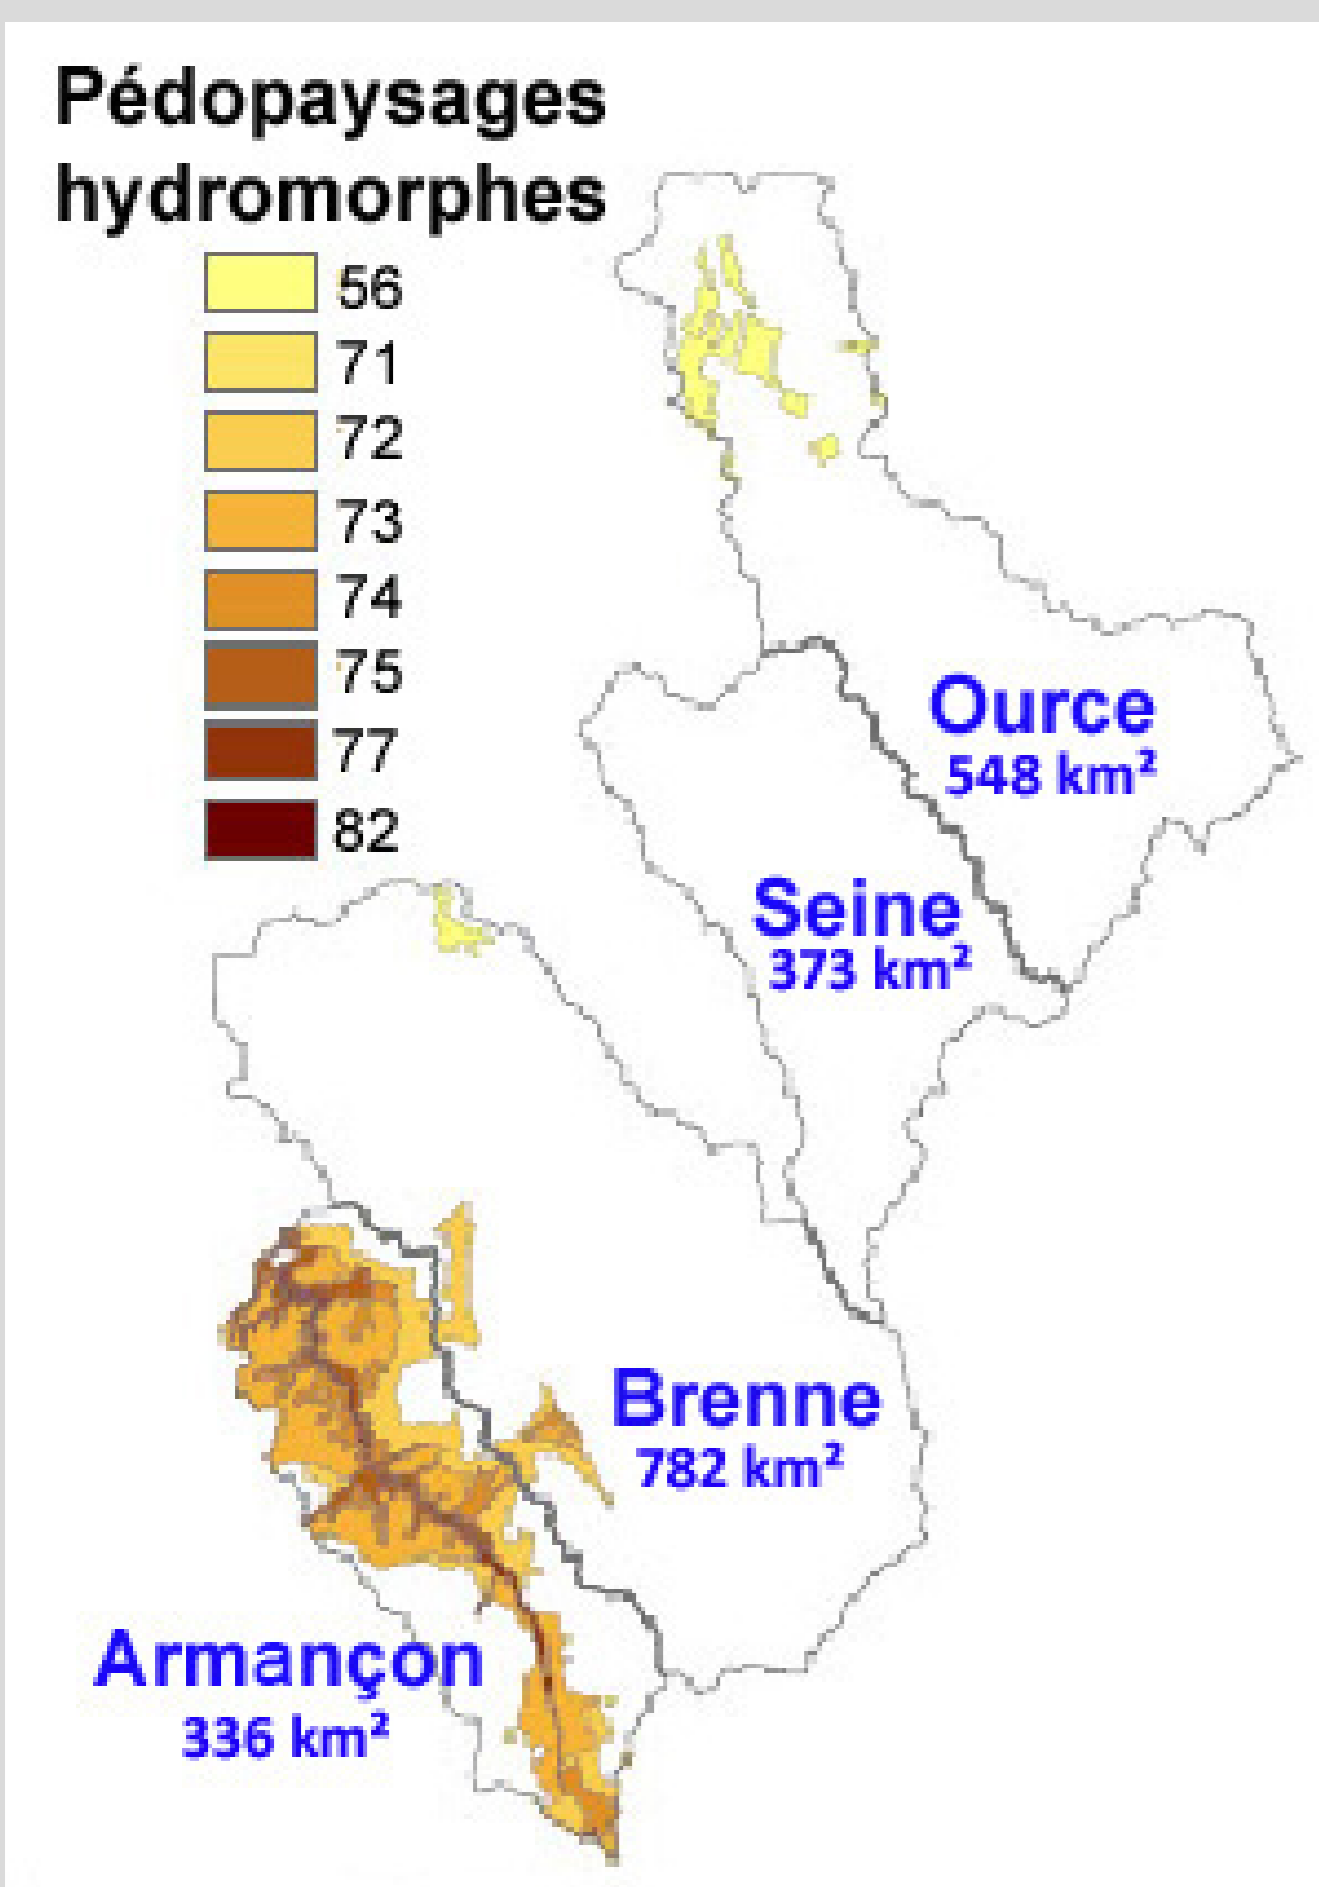 Pédopaysages
hydromorphes
56
71
72
73
74
75
77
82
Ource
548 km²
Seine
373 km²
Brenne
782 km²
Armançon
336 km²